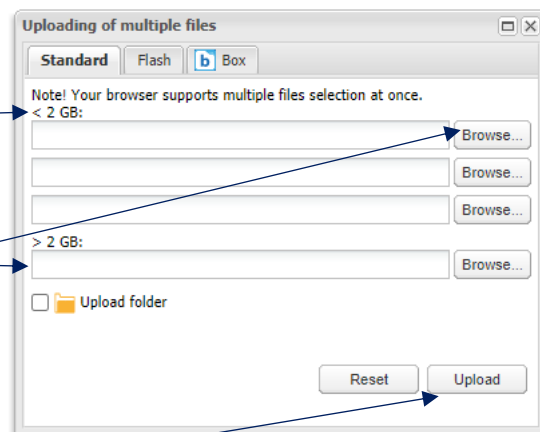 Uploading of multiple files
Standard Flash b Box
Note! Your browser supports multiple files selection at once.
< 2 GB:
Browse...
Browse...
Browse...
> 2 GB:
Browse...
Upload folder
Reset Upload